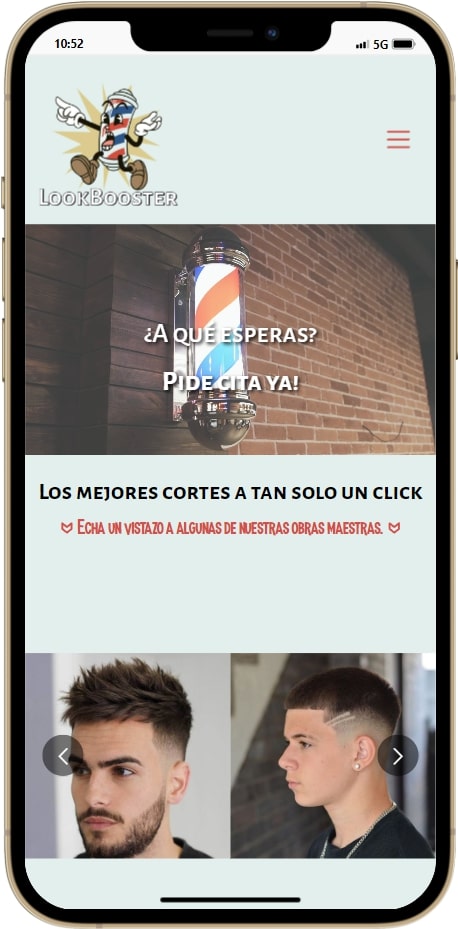 10:52
5G
LookBooster
¿A qué esperas?
Pide cita ya!
Los mejores cortes a tan solo un click
Echa un vistazo a algunas de nuestras obras maestras.